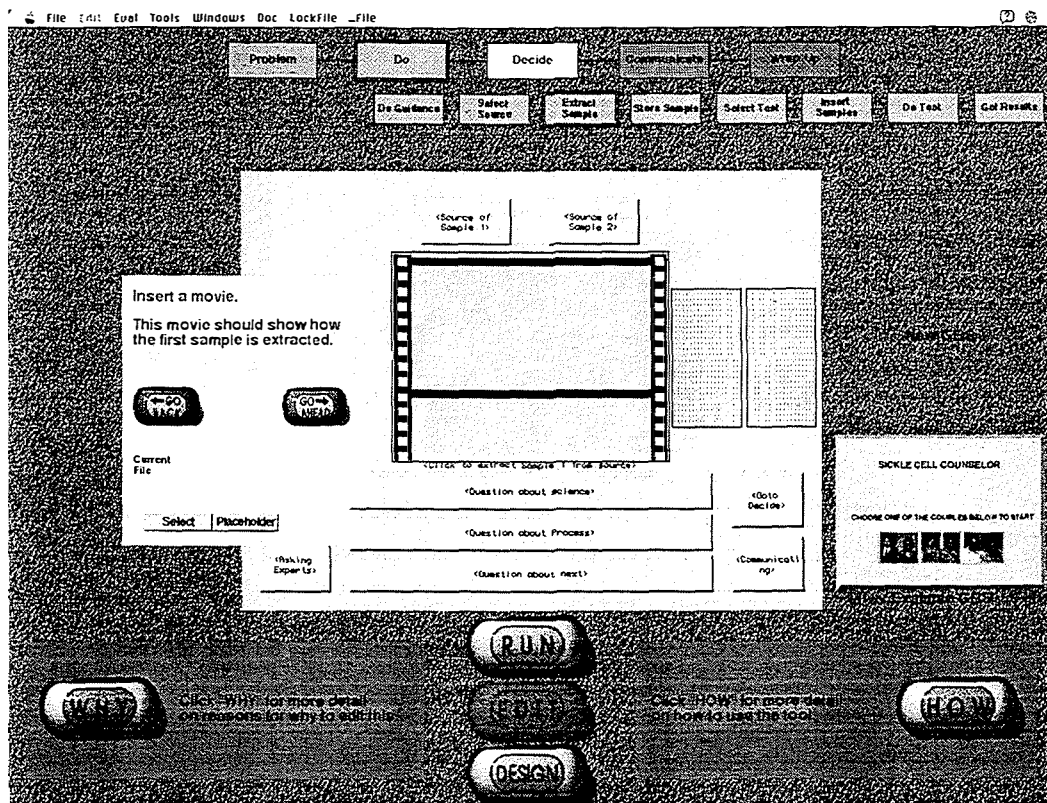 File Edit Eval Tools Windows Doc LockFile _File
Problem
Do
Decide
Communicate
Wrap Up
Do Guidance
Select
Source
Extract
Sample
Store Sample
Select Test
Insert
Samples
Do Test
Get Results
<Source of
Sample 1>
<Source of
Sample 2>
Insert a movie.
This movie should show how
the first sample is extracted.
←GO
BACK
GO→
AHEAD
Current
File
Select
Placeholder
<Click to extract Sample 1 from source>
<Question about science>
<Goto
Decide>
<Question about Process>
<Asking
Experts>
<Question about next>
<Communicati
ng>
SICKLE CELL COUNSELOR
CHOOSE ONE OF THE COUPLES BELOW TO START
RUN
WHY
Click "WHY" for more detail
on reasons for why to edit this.
EDIT
Click "HOW" for more detail
of how to use the tool.
HOW
DESIGN